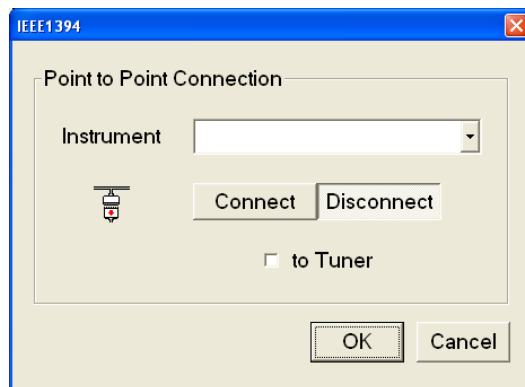 IEEE1394
Point to Point Connection
Instrument
Connect Disconnect
to Tuner
OK Cancel